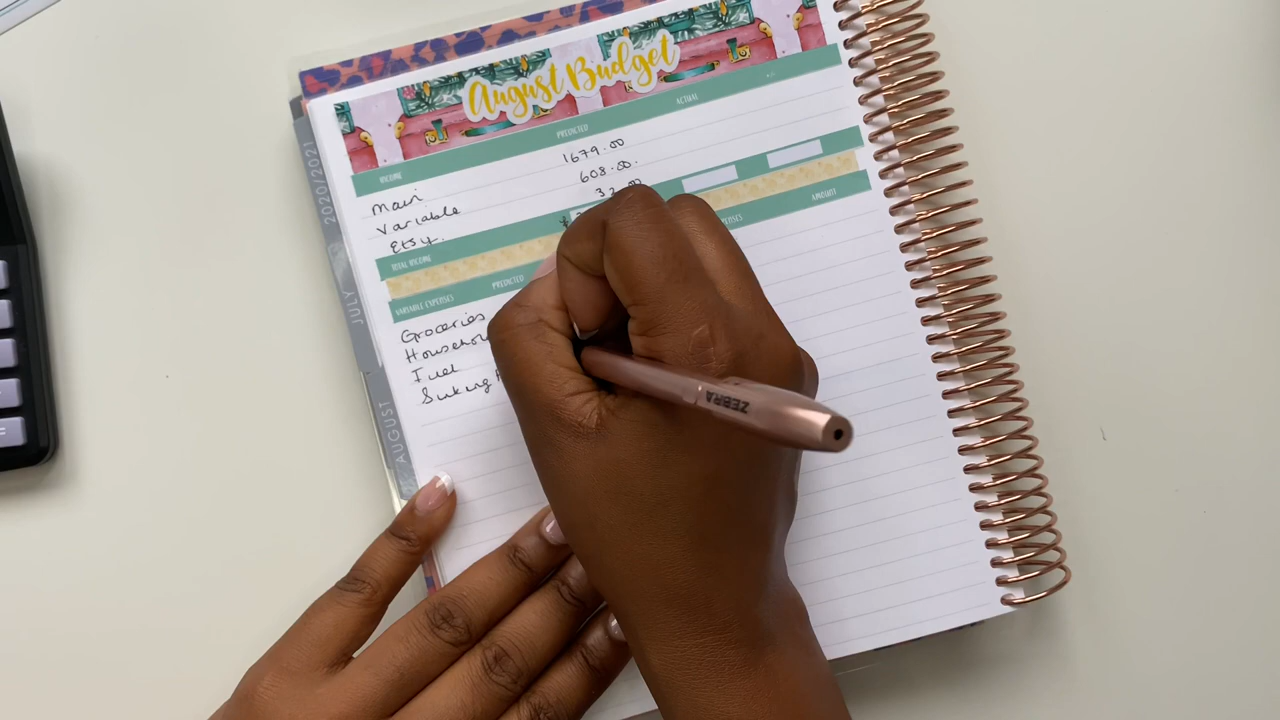 August Budget
INCOME PREDICTED ACTUAL +/-
Main 1679.00
Variable 608.00.
Etsy.
TOTAL INCOME
VARIABLE EXPENSES PREDICTED AMOUNT
Groceries
Fuel
Sinking
2020/2021
JULY
AUGUST
ZEBRA